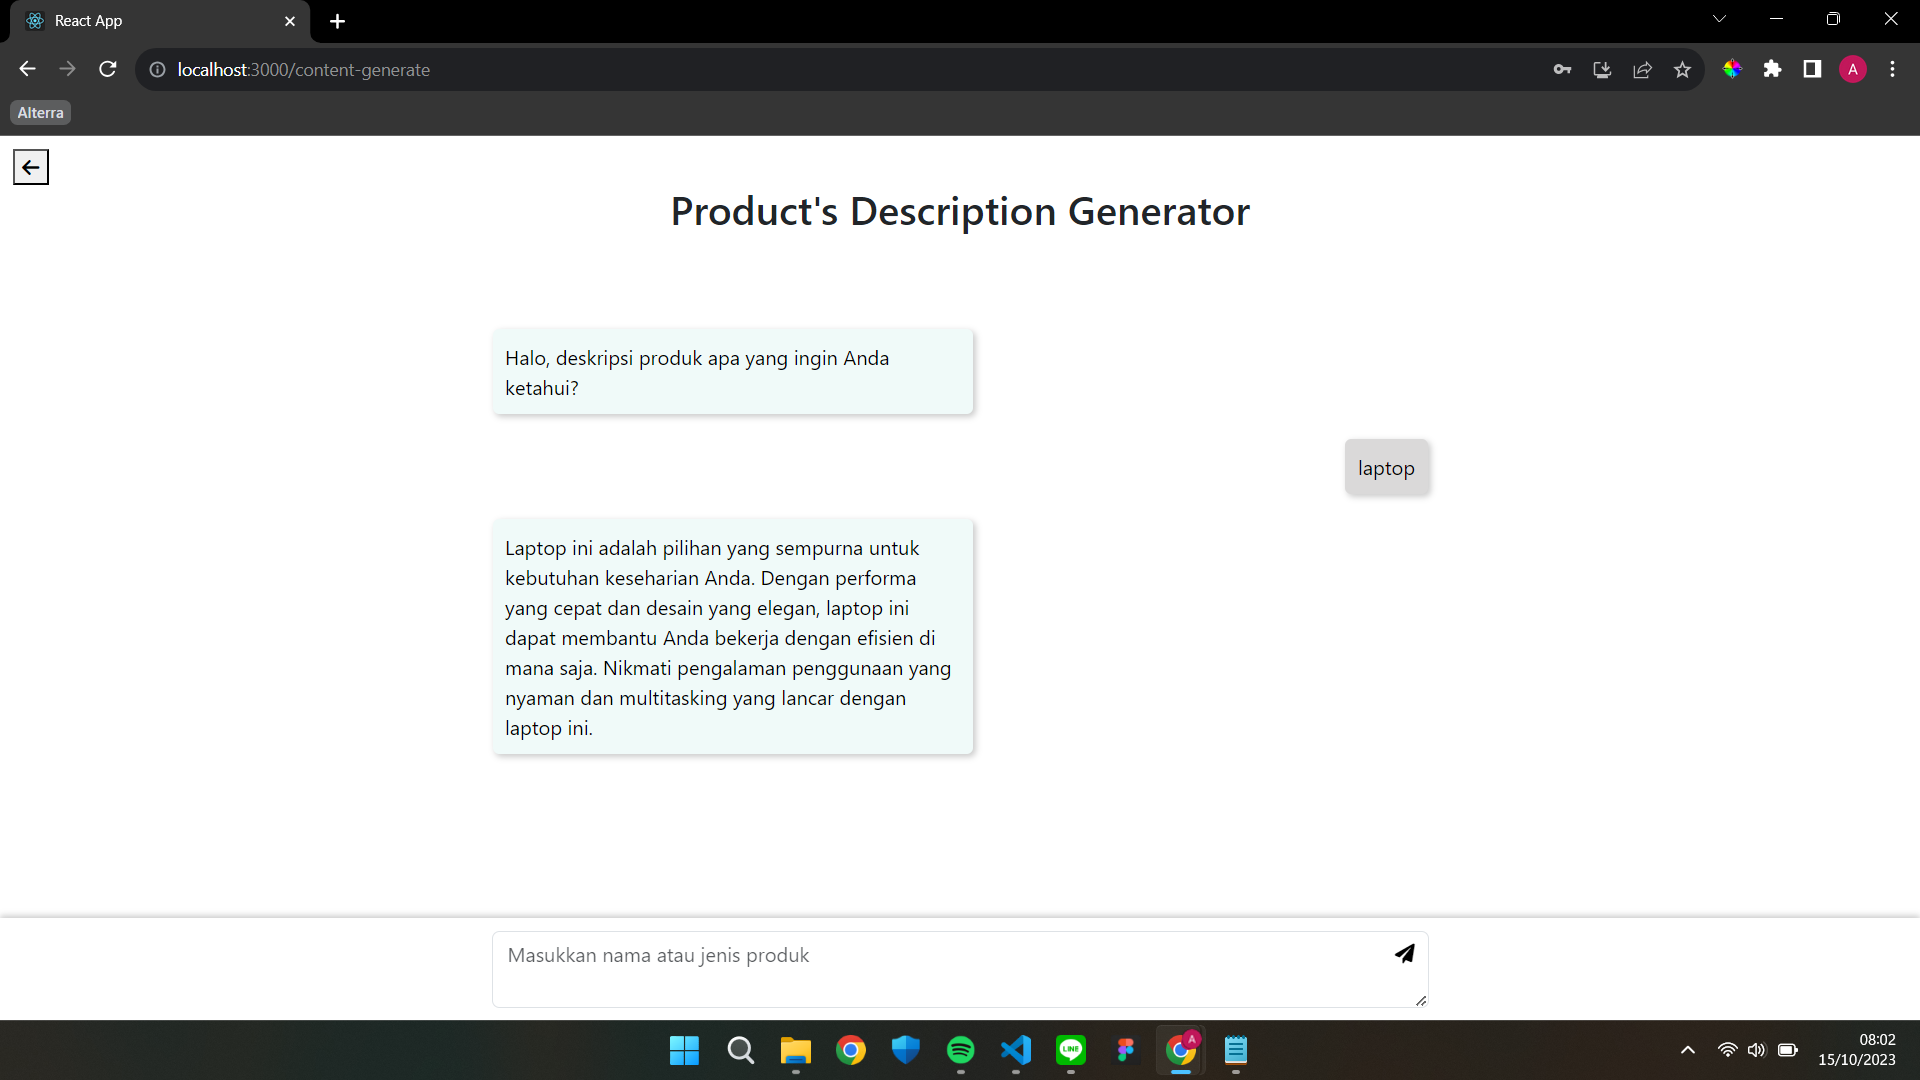 React App
localhost:3000/content-generate
A
Alterra
Product's Description Generator
Halo, deskripsi produk apa yang ingin Anda
ketahui?
laptop
Laptop ini adalah pilihan yang sempurna untuk
kebutuhan keseharian Anda. Dengan performa
yang cepat dan desain yang elegan, laptop ini
dapat membantu Anda bekerja dengan efisien di
mana saja. Nikmati pengalaman penggunaan yang
nyaman dan multitasking yang lancar dengan
laptop ini.
Masukkan nama atau jenis produk
LINE
A
08:02
15/10/2023